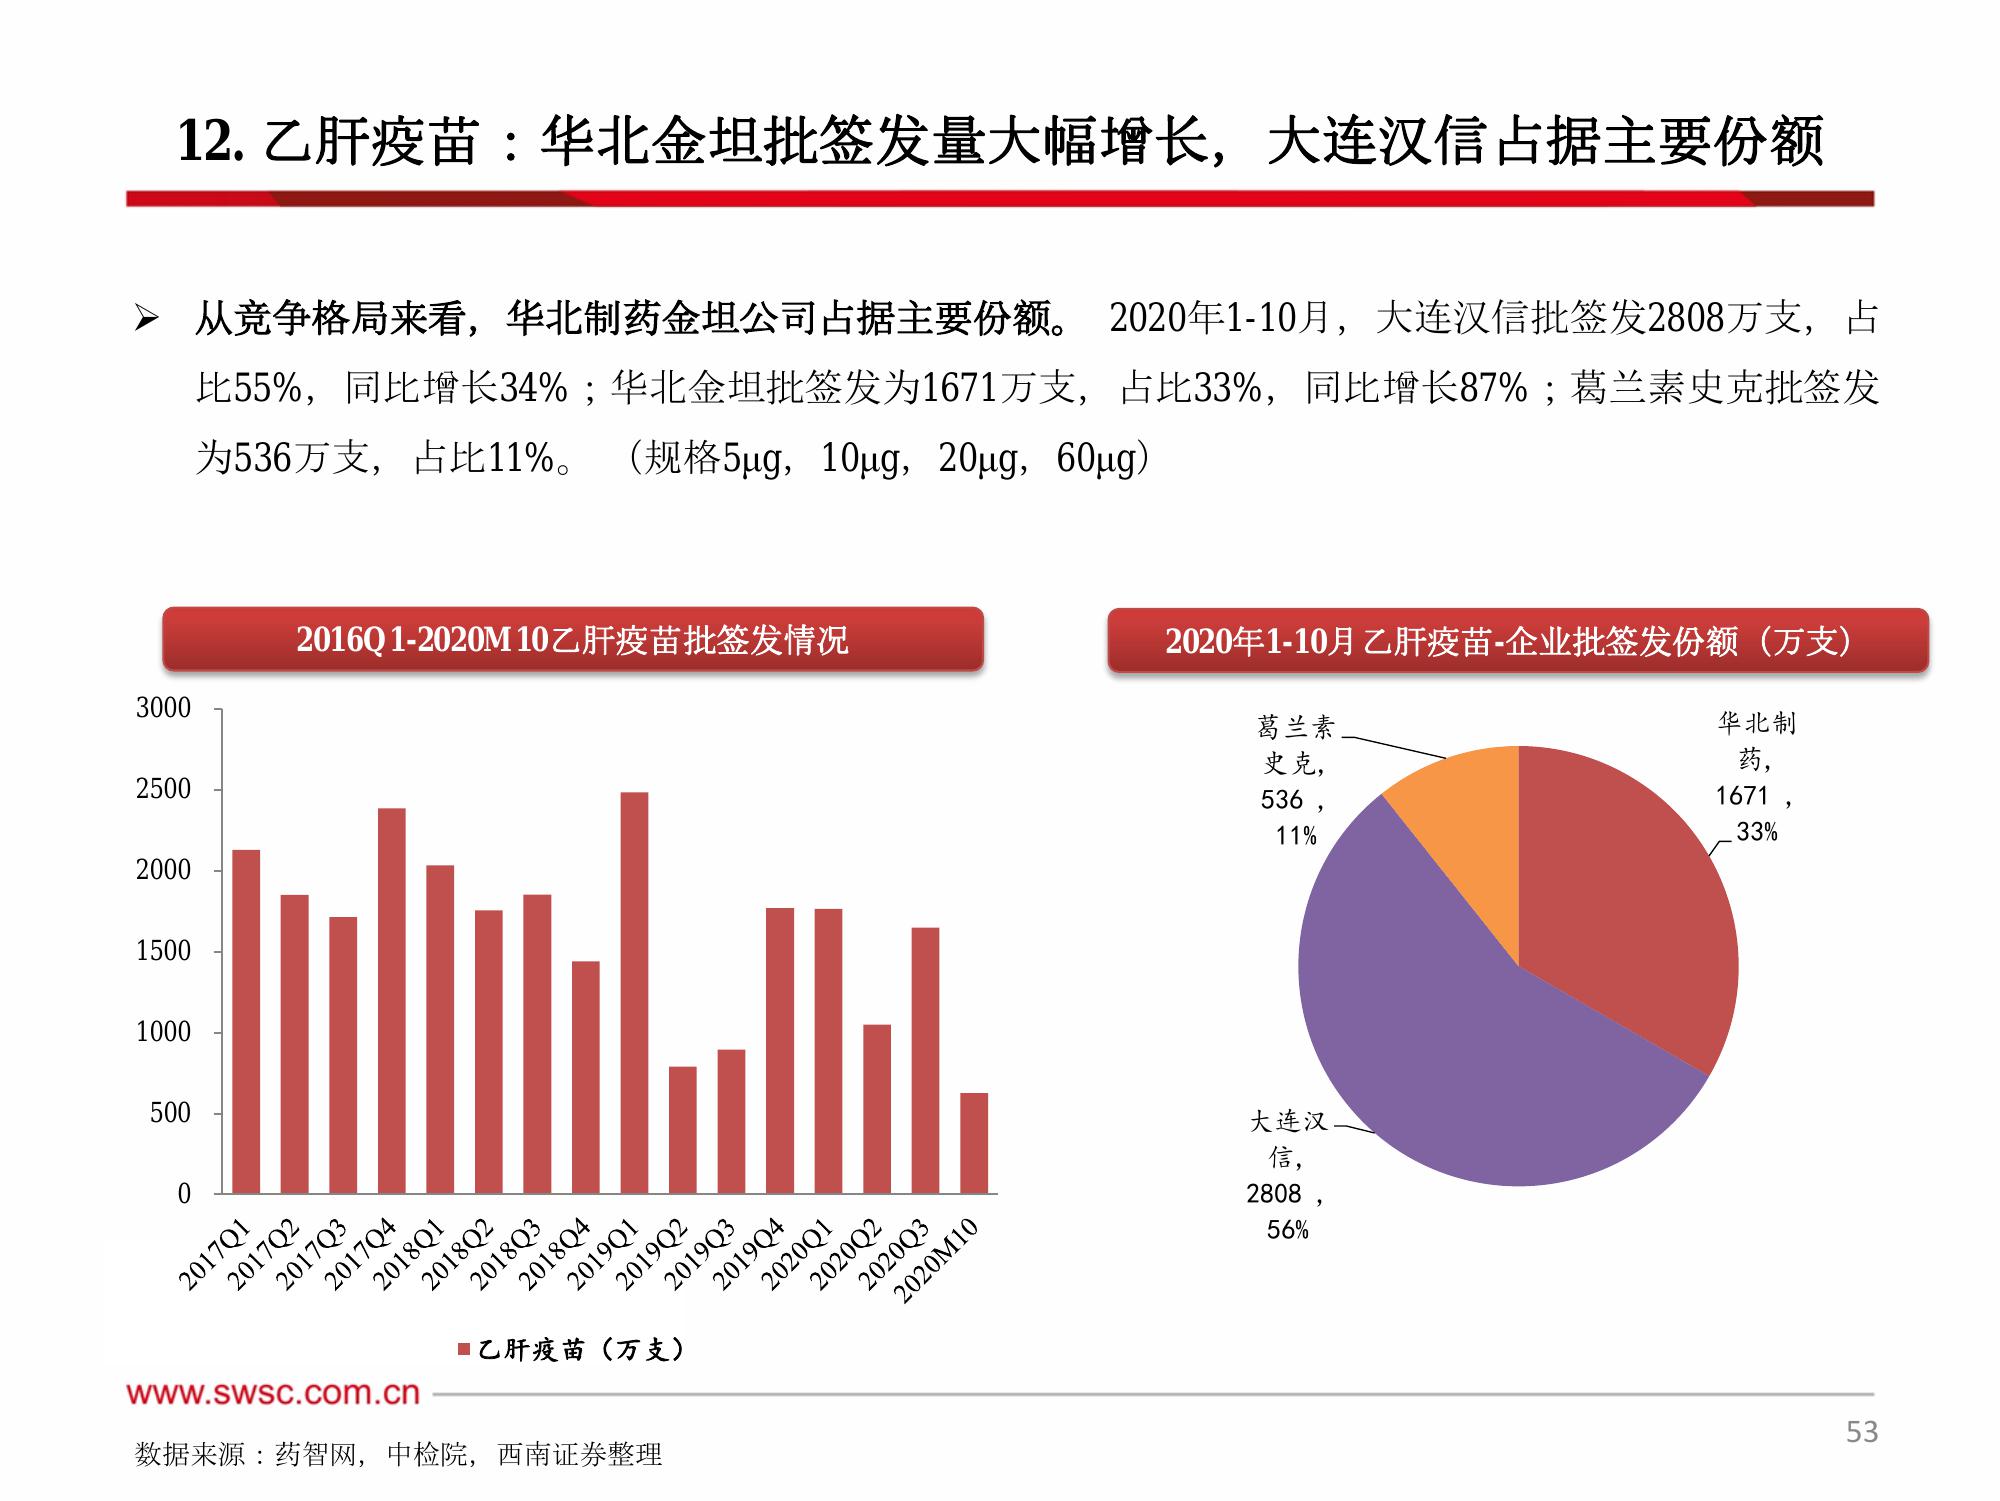 12. 乙肝疫苗：华北金坦批签发量大幅增长，大连汉信占据主要份额
➢ 从竞争格局来看，华北制药金坦公司占据主要份额。 2020年1-10月，大连汉信批签发2808万支，占
比55%，同比增长34%；华北金坦批签发为1671万支，占比33%，同比增长87%；葛兰素史克批签发
为536万支，占比11%。（规格5μg，10μg，20μg，60μg）
2016Q1-2020M10乙肝疫苗批签发情况
3000
2500
2000
1500
1000
500
0
2017Q1
2017Q2
2017Q3
2017Q4
2018Q1
2018Q2
2018Q3
2018Q4
2019Q1
2019Q2
2019Q3
2019Q4
2020Q1
2020Q2
2020Q3
2020M10
乙肝疫苗（万支）
2020年1-10月乙肝疫苗-企业批签发份额（万支）
葛兰素
史克，
536 ，
11%
华北制
药，
1671 ，
33%
大连汉
信，
2808 ，
56%
www.swsc.com.cn
53
数据来源：药智网，中检院，西南证券整理